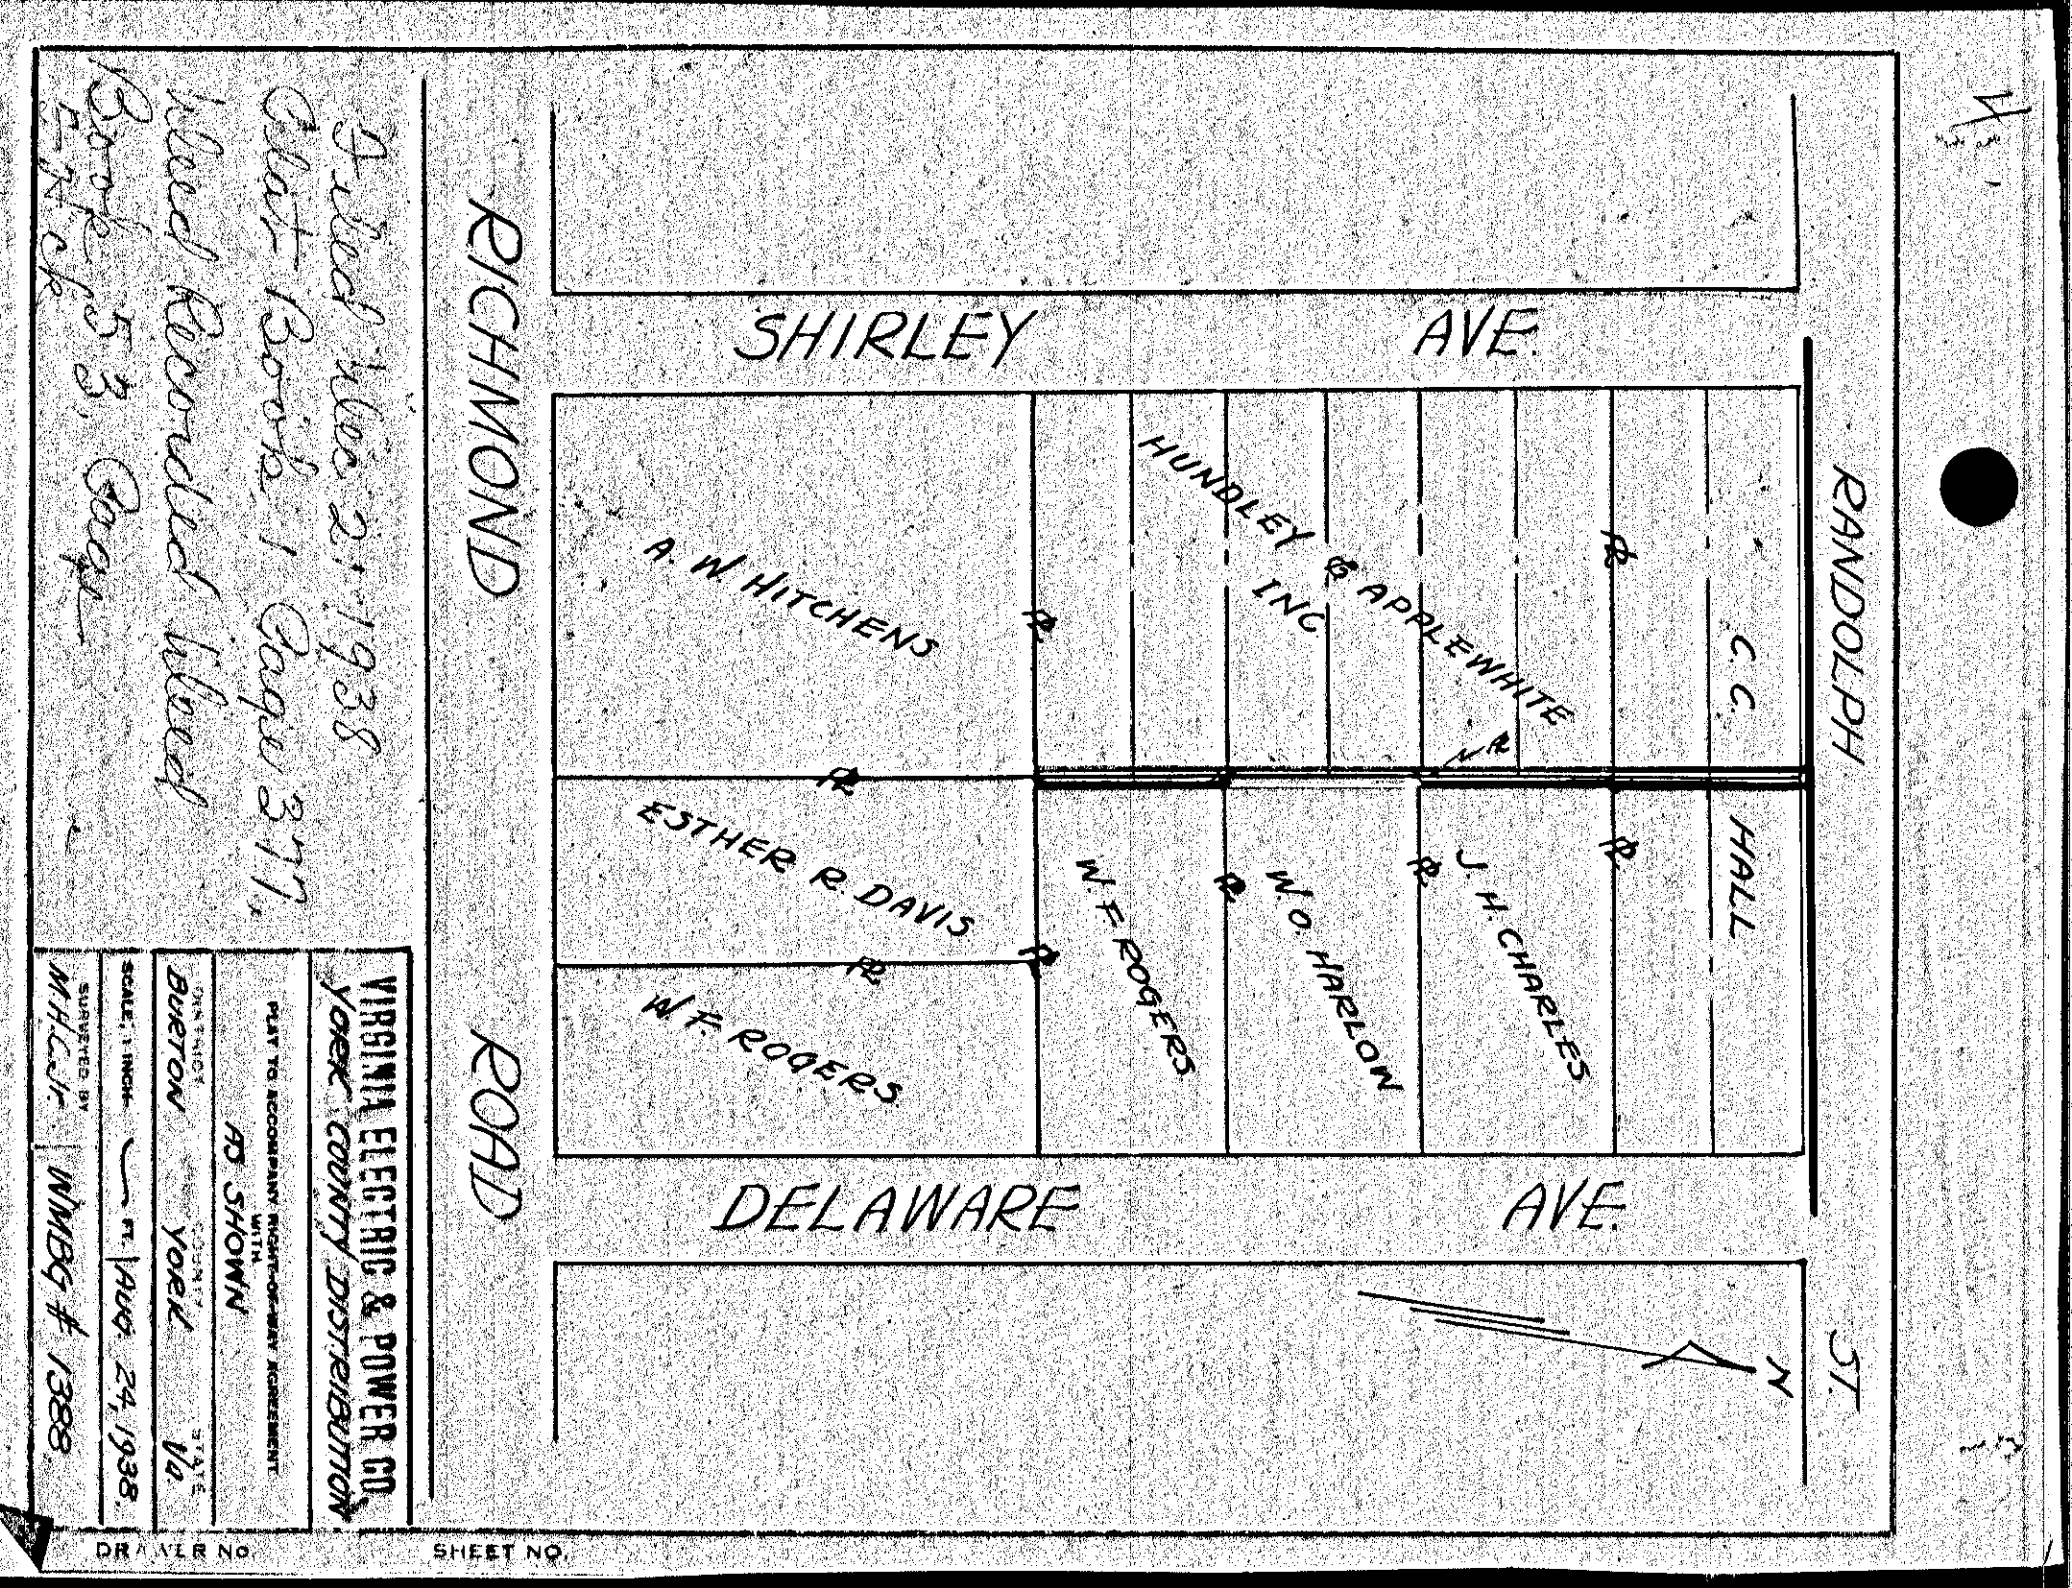 RANDOLPH ST.
SHIRLEY AVE.
C. C. HALL
HUNDLEY & APPLEWHITE
INC
A. W. HITCHENS
J. H. CHARLES
W. O. HARLOW
W. F. ROGERS
ESTHER R. DAVIS
W. F. ROGERS
DELAWARE AVE.
N
RICHMOND ROAD
Filed Dec 21 1938
Plat Book 1 Page 377,
Deed Recorded Deed
Book 53, Page
VIRGINIA ELECTRIC & POWER CO.
YORK COUNTY DISTRIBUTION
PLAT TO ACCOMPANY RIGHT-OF-WAY AGREEMENT
WITH
AS SHOWN
DISTRICT COUNTY STATE
BURTON YORK Va.
SCALE, 1 INCH FT. AUG. 24, 1938.
SURVEYED BY
M.H.C. Jr. WMBG # 1388
DRAWER No. SHEET NO.